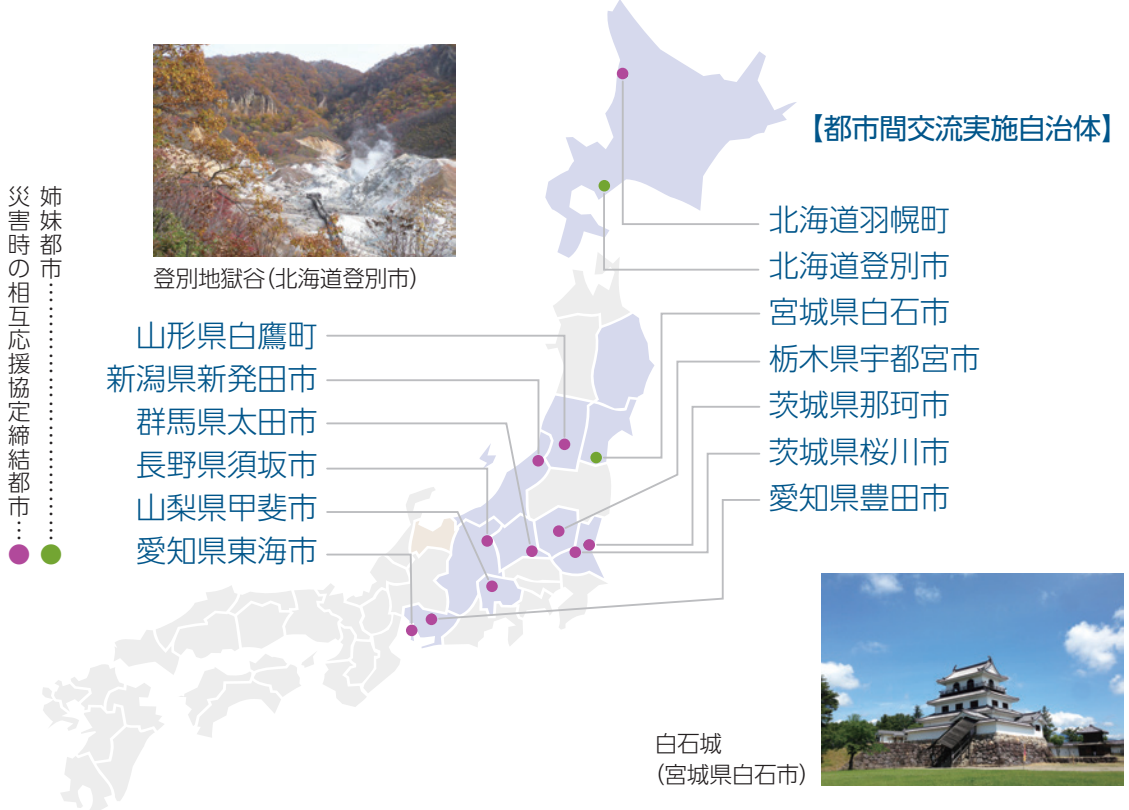 【都市間交流実施自治体】
姉妹都市……………………●
災害時の相互応援協定締結都市…●
登別地獄谷(北海道登別市)
山形県白鷹町
新潟県新発田市
群馬県太田市
長野県須坂市
山梨県甲斐市
愛知県東海市
北海道羽幌町
北海道登別市
宮城県白石市
栃木県宇都宮市
茨城県那珂市
茨城県桜川市
愛知県豊田市
白石城
(宮城県白石市)